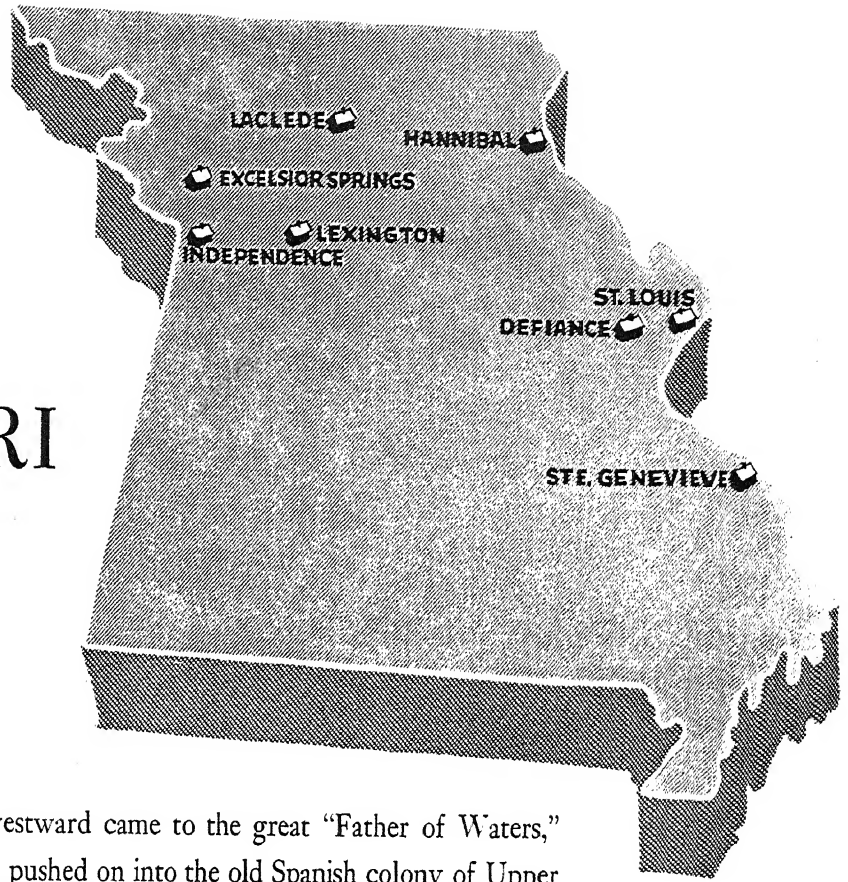 LACLEDE
HANNIBAL
EXCELSIOR SPRINGS
LEXINGTON
INDEPENDENCE
ST. LOUIS
DEFIANCE
RI
STE. GENEVIEVE
westward came to the great “Father of Waters,”
pushed on into the old Spanish colony of Upper